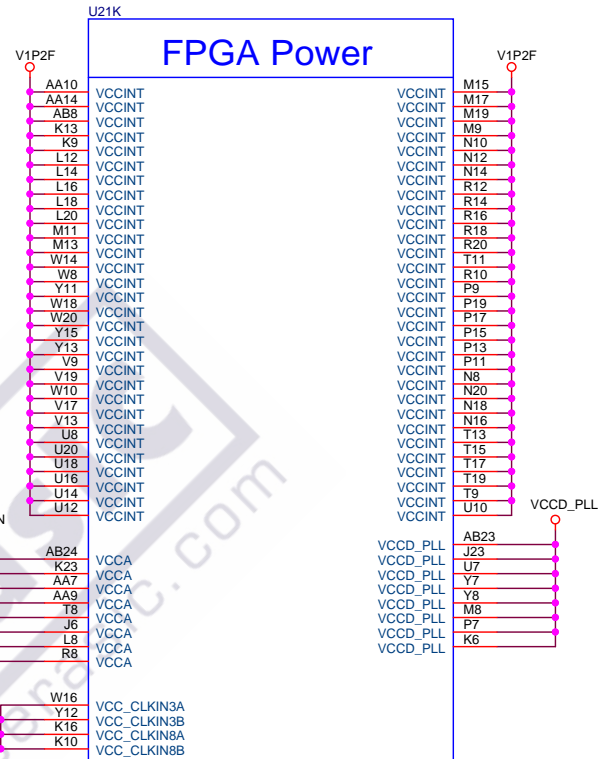 U21K
FPGA Power
V1P2F V1P2F
AA10 VCCINT VCCINT M15
AA14 VCCINT VCCINT M17
AB8 VCCINT VCCINT M19
K13 VCCINT VCCINT M9
K9 VCCINT VCCINT N10
L12 VCCINT VCCINT N12
L14 VCCINT VCCINT N14
L16 VCCINT VCCINT R12
L18 VCCINT VCCINT R14
L20 VCCINT VCCINT R16
M11 VCCINT VCCINT R18
M13 VCCINT VCCINT R20
W14 VCCINT VCCINT T11
W8 VCCINT VCCINT R10
Y11 VCCINT VCCINT P9
W18 VCCINT VCCINT P19
W20 VCCINT VCCINT P17
Y15 VCCINT VCCINT P15
Y13 VCCINT VCCINT P13
V9 VCCINT VCCINT P11
V19 VCCINT VCCINT N8
W10 VCCINT VCCINT N20
V17 VCCINT VCCINT N18
V13 VCCINT VCCINT N16
U8 VCCINT VCCINT T13
U20 VCCINT VCCINT T15
U18 VCCINT VCCINT T17
U16 VCCINT VCCINT T19
U14 VCCINT VCCINT T9
U12 VCCINT VCCINT U10
VCCD_PLL
AB24 VCCA VCCD_PLL AB23
K23 VCCA VCCD_PLL J23
AA7 VCCA VCCD_PLL U7
AA9 VCCA VCCD_PLL Y7
T8 VCCA VCCD_PLL Y8
J6 VCCA VCCD_PLL M8
L8 VCCA VCCD_PLL P7
R8 VCCA VCCD_PLL K6
W16 VCC_CLKIN3A
Y12 VCC_CLKIN3B
K16 VCC_CLKIN8A
K10 VCC_CLKIN8B